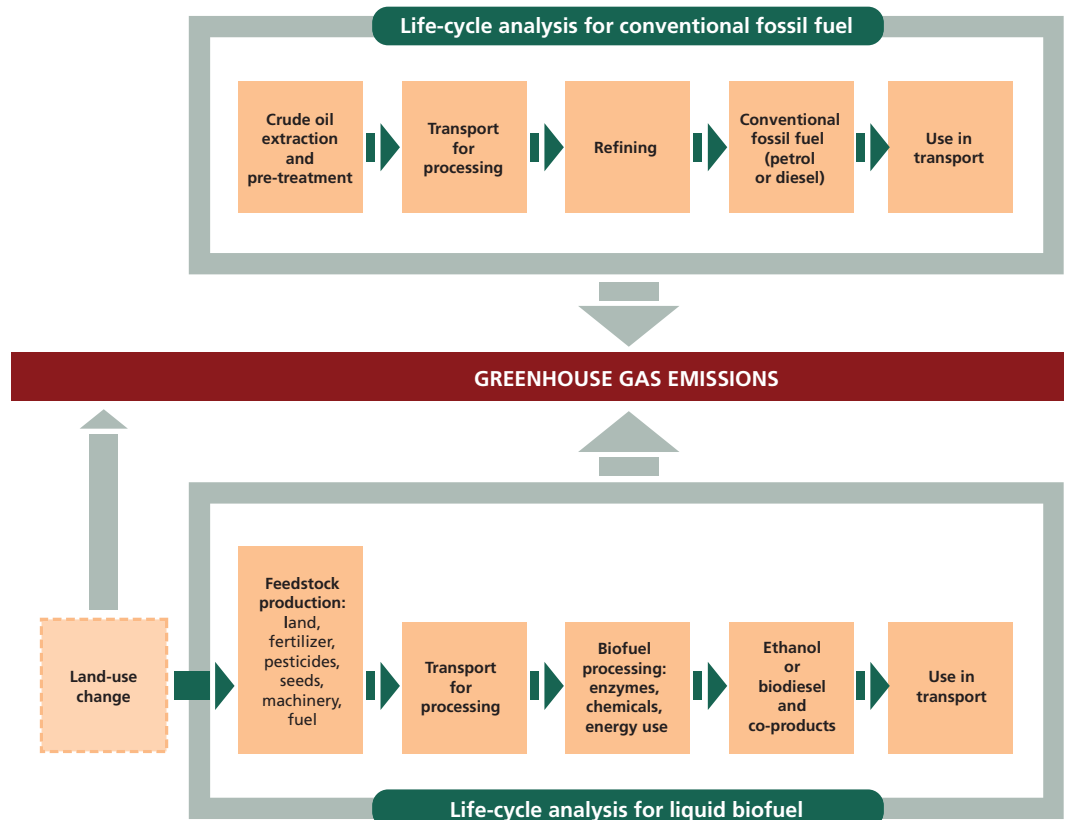 Life-cycle analysis for conventional fossil fuel
Crude oil
extraction
and
pre-treatment
Transport
for
processing
Refining
Conventional
fossil fuel
(petrol
or diesel)
Use in
transport
GREENHOUSE GAS EMISSIONS
Land-use
change
Feedstock
production:
land,
fertilizer,
pesticides,
seeds,
machinery,
fuel
Transport
for
processing
Biofuel
processing:
enzymes,
chemicals,
energy use
Ethanol
or
biodiesel
and
co-products
Use in
transport
Life-cycle analysis for liquid biofuel